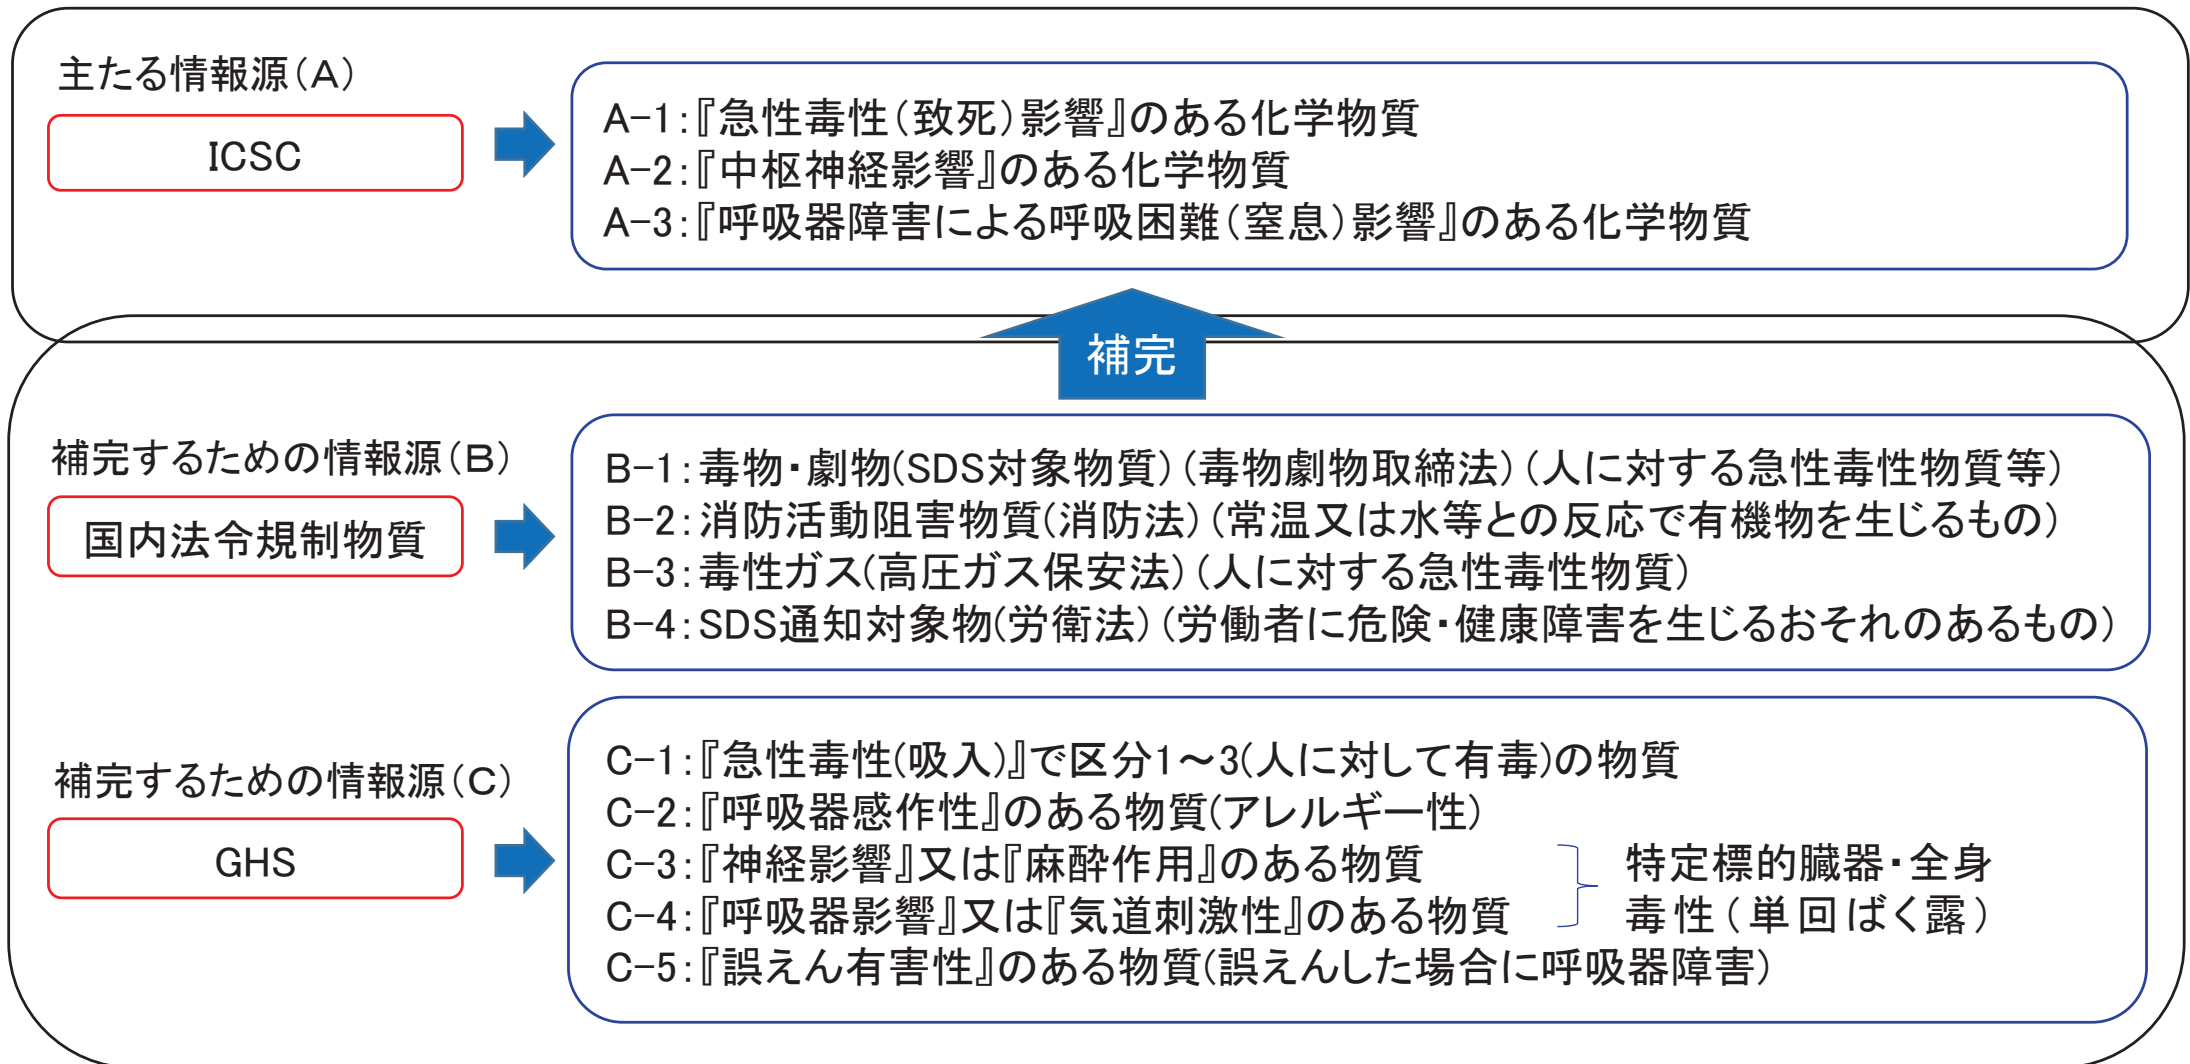 主たる情報源(A)
ICSC
A-1:『急性毒性(致死)影響』のある化学物質
A-2:『中枢神経影響』のある化学物質
A-3:『呼吸器障害による呼吸困難(窒息)影響』のある化学物質
補完
補完するための情報源(B)
国内法令規制物質
B-1:毒物・劇物(SDS対象物質)(毒物劇物取締法)(人に対する急性毒性物質等)
B-2:消防活動阻害物質(消防法)(常温又は水等との反応で有機物を生じるもの)
B-3:毒性ガス(高圧ガス保安法)(人に対する急性毒性物質)
B-4:SDS通知対象物(労衛法)(労働者に危険・健康障害を生じるおそれのあるもの)
補完するための情報源(C)
GHS
C-1:『急性毒性(吸入)』で区分1~3(人に対して有毒)の物質
C-2:『呼吸器感作性』のある物質(アレルギー性)
C-3:『神経影響』又は『麻酔作用』のある物質
C-4:『呼吸器影響』又は『気道刺激性』のある物質
特定標的臓器・全身
毒性(単回ばく露)
C-5:『誤えん有害性』のある物質(誤えんした場合に呼吸器障害)